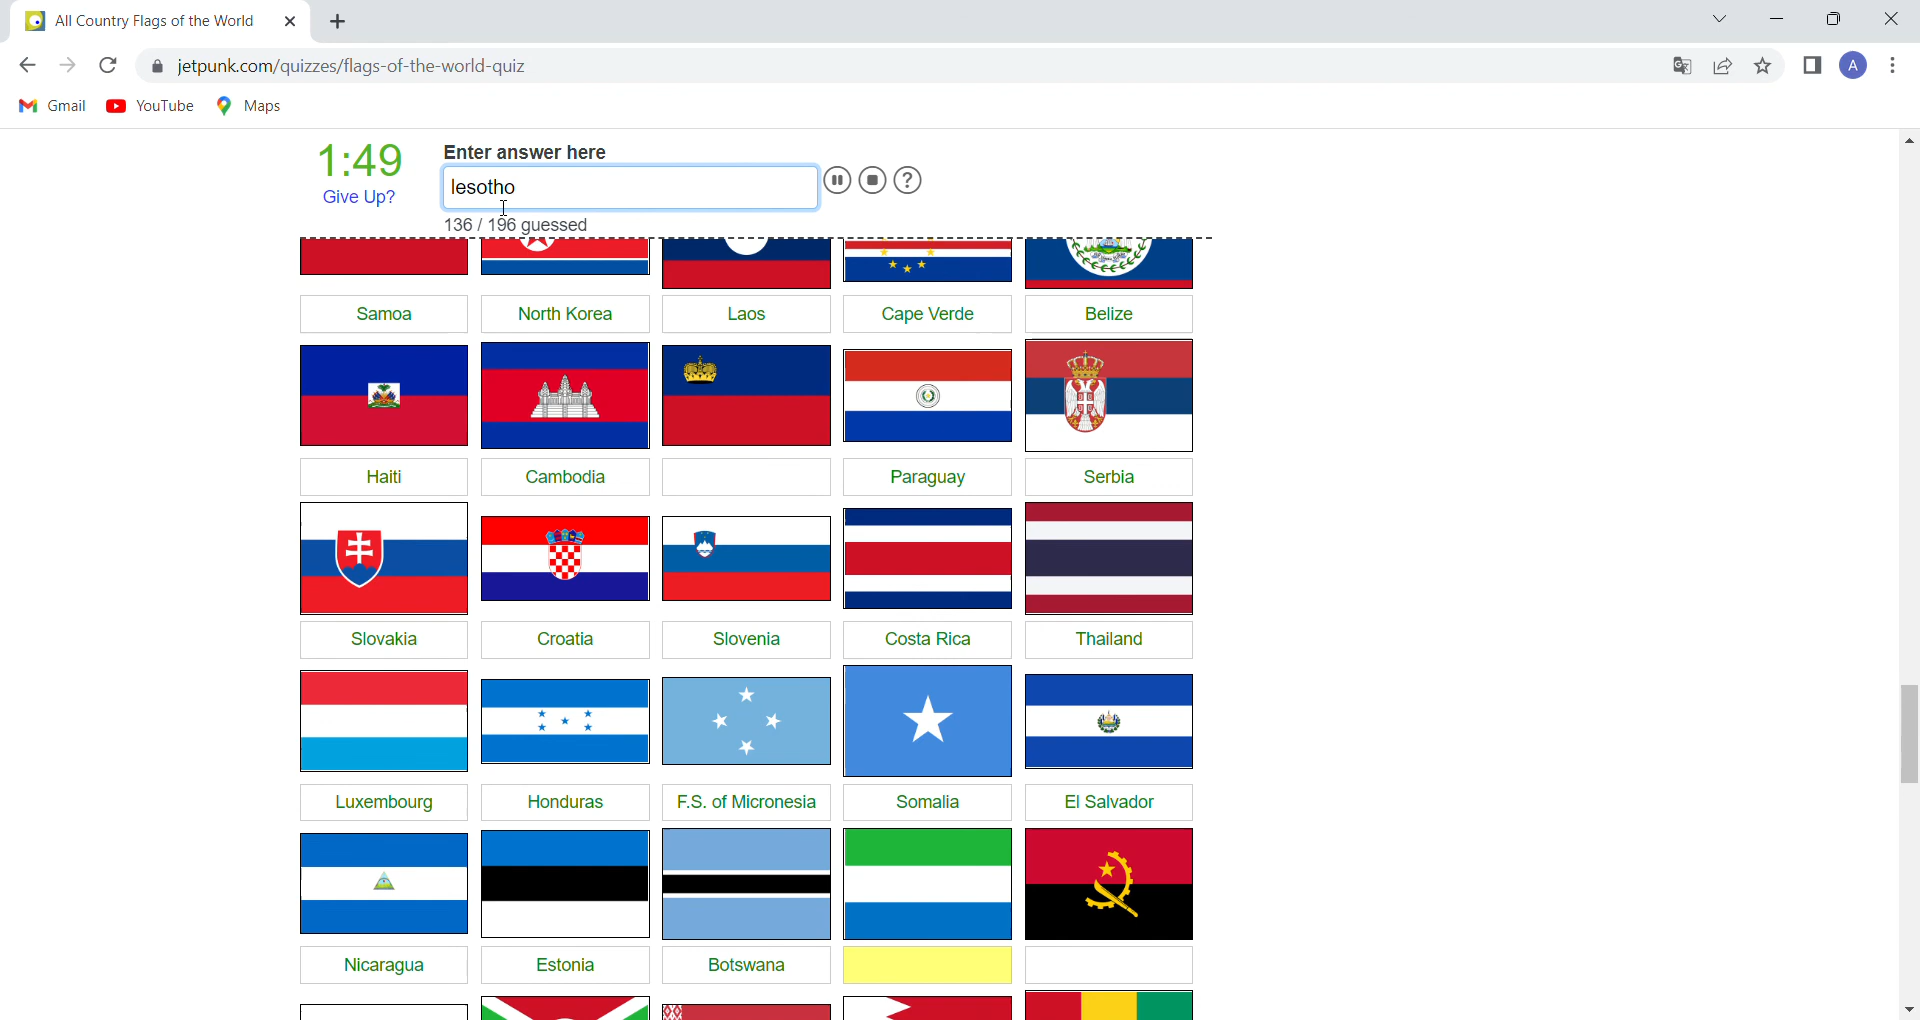 All Country Flags of the World
jetpunk.com/quizzes/flags-of-the-world-quiz
A
Gmail YouTube Maps
1:49
Give Up?
Enter answer here
lesotho
?
136 / 196 guessed
Samoa North Korea Laos Cape Verde Belize
Haiti Cambodia Paraguay Serbia
Slovakia Croatia Slovenia Costa Rica Thailand
Luxembourg Honduras F.S. of Micronesia Somalia El Salvador
Nicaragua Estonia Botswana